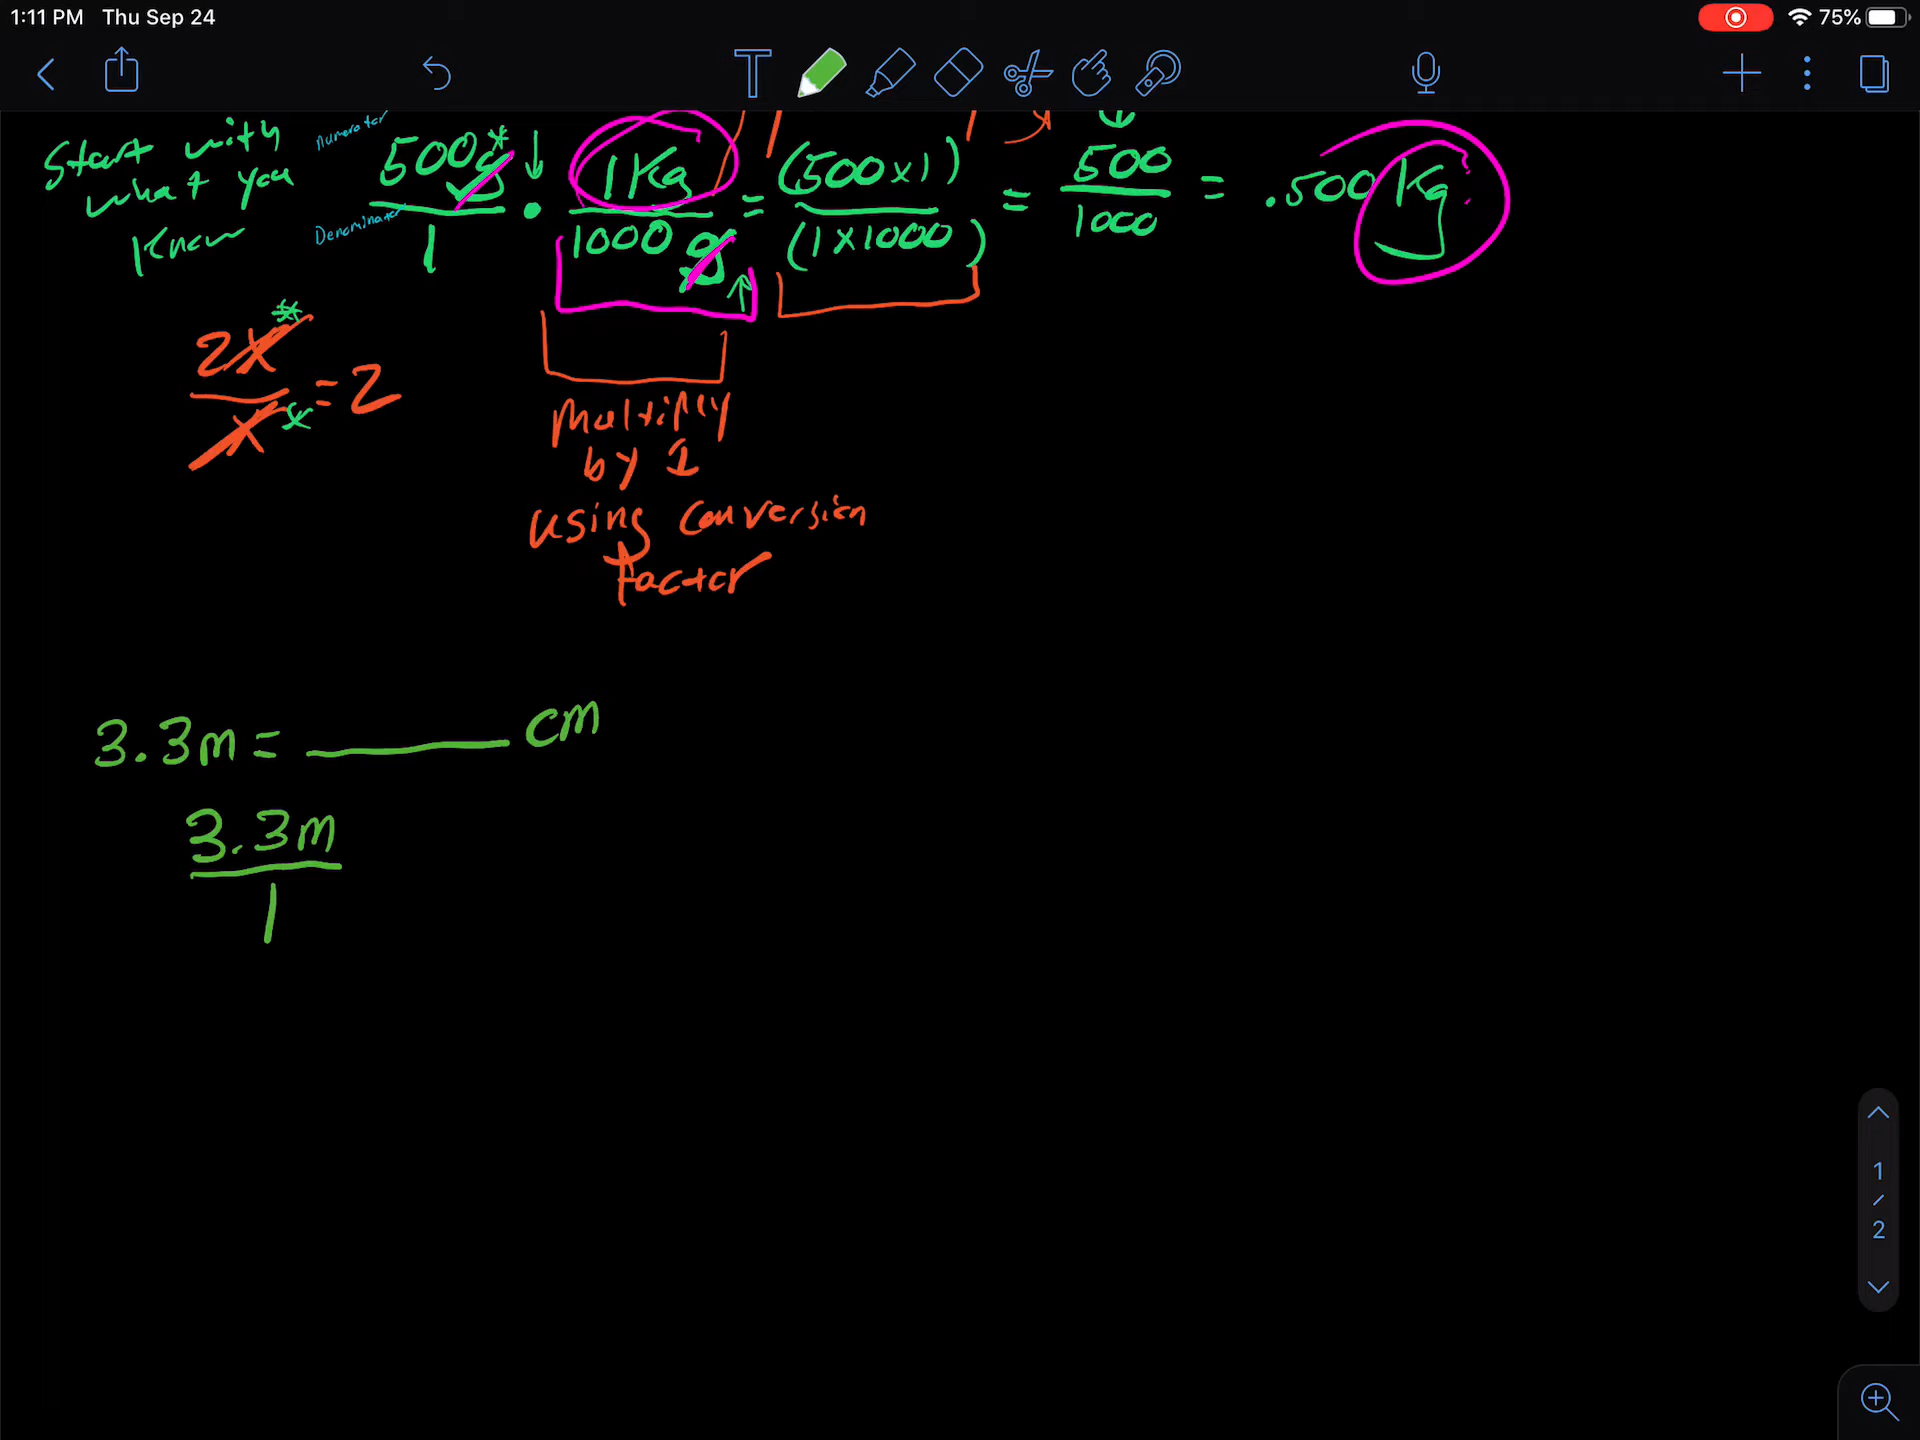 1:11 PM Thu Sep 24 75%
T
Start with
what you
Know
Numerator
Denominator
500g* ↓ • 1Kg = (500x1) = 500 = .500 Kg
1 1000 g ↑ (1x1000) 1000
2x* = 2
x*
Multiply
by 1
using conversion
factor
3.3m = ____ cm
3.3m
1
1
/
2